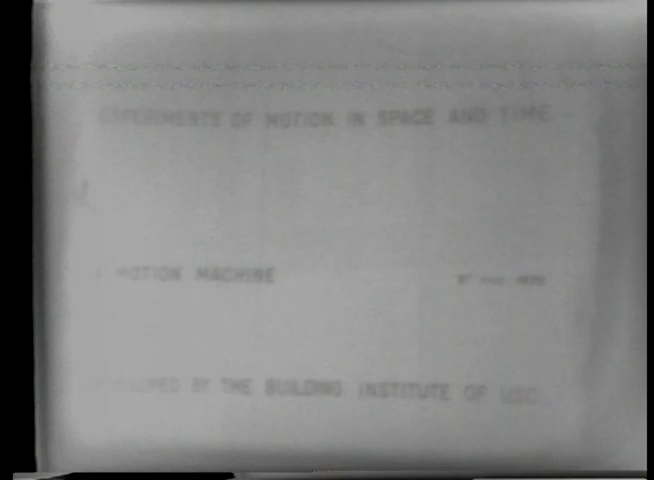 EXPERIMENTS OF MOTION IN SPACE AND TIME
MOTION MACHINE
BY THE BUILDING INSTITUTE OF USC